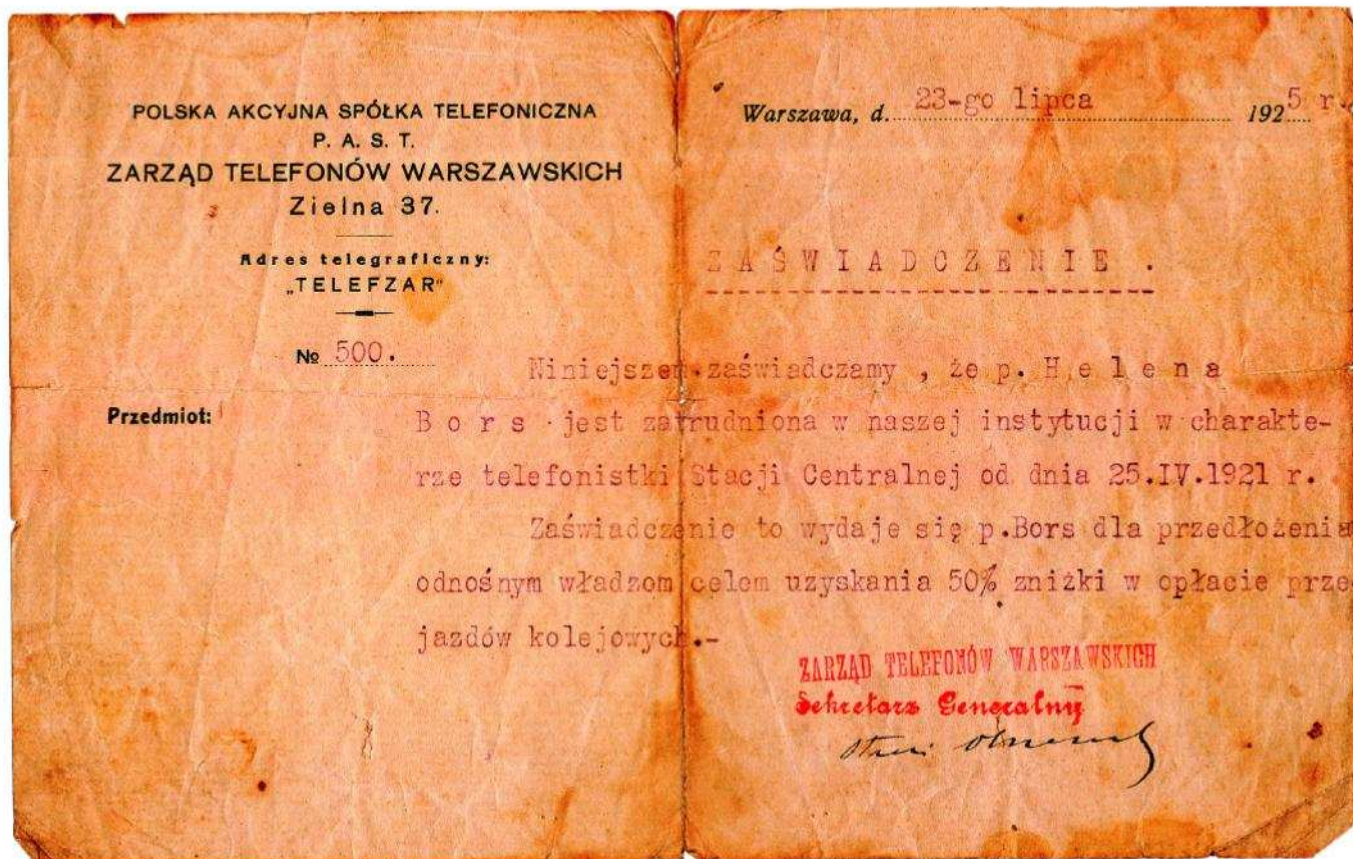 POLSKA AKCYJNA SPÓŁKA TELEFONICZNA
P. A. S. T.
ZARZĄD TELEFONÓW WARSZAWSKICH
Zielna 37.
Adres telegraficzny:
„TELEFZAR"
№ 500.
Przedmiot:
Warszawa, d. 23-go lipca 1925 r.
ZAŚWIADCZENIE.
Niniejszem zaświadczamy, że p. Helena
Bors jest zatrudniona w naszej instytucji w charakte-
rze telefonistki Stacji Centralnej od dnia 25.IV.1921 r.
Zaświadczenie to wydaje się p.Bors dla przedłożenia
odnośnym władzom celem uzyskania 50% zniżki w opłacie prze
jazdów kolejowych.-
ZARZĄD TELEFONÓW WARSZAWSKICH
Sekretarz Generalny